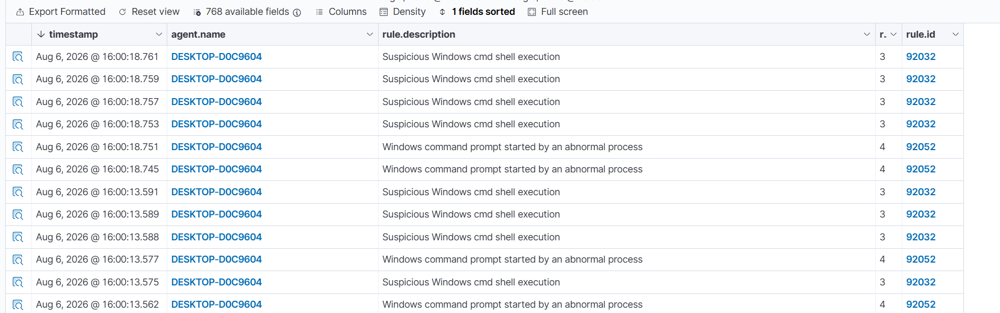 Export Formatted Reset view 768 available fields Columns Density 1 fields sorted Full screen
timestamp agent.name rule.description r. rule.id
Aug 6, 2026 @ 16:00:18.761 DESKTOP-D0C9604 Suspicious Windows cmd shell execution 3 92032
Aug 6, 2026 @ 16:00:18.759 DESKTOP-D0C9604 Suspicious Windows cmd shell execution 3 92032
Aug 6, 2026 @ 16:00:18.757 DESKTOP-D0C9604 Suspicious Windows cmd shell execution 3 92032
Aug 6, 2026 @ 16:00:18.753 DESKTOP-D0C9604 Suspicious Windows cmd shell execution 3 92032
Aug 6, 2026 @ 16:00:18.751 DESKTOP-D0C9604 Windows command prompt started by an abnormal process 4 92052
Aug 6, 2026 @ 16:00:18.745 DESKTOP-D0C9604 Windows command prompt started by an abnormal process 4 92052
Aug 6, 2026 @ 16:00:13.591 DESKTOP-D0C9604 Suspicious Windows cmd shell execution 3 92032
Aug 6, 2026 @ 16:00:13.589 DESKTOP-D0C9604 Suspicious Windows cmd shell execution 3 92032
Aug 6, 2026 @ 16:00:13.588 DESKTOP-D0C9604 Suspicious Windows cmd shell execution 3 92032
Aug 6, 2026 @ 16:00:13.577 DESKTOP-D0C9604 Windows command prompt started by an abnormal process 4 92052
Aug 6, 2026 @ 16:00:13.575 DESKTOP-D0C9604 Suspicious Windows cmd shell execution 3 92032
Aug 6, 2026 @ 16:00:13.562 DESKTOP-D0C9604 Windows command prompt started by an abnormal process 4 92052